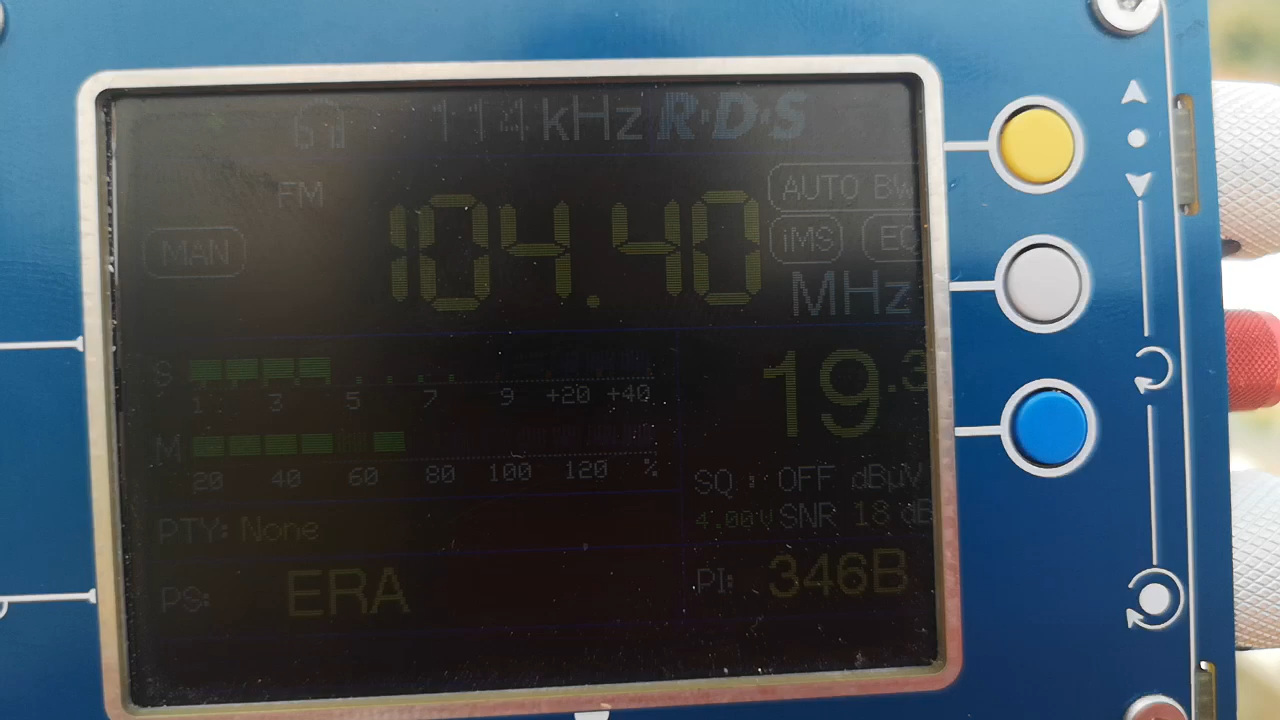 114 kHz R·D·S
FM
AUTO BW
MAN
104.40
iMS
MHz
S
1 3 5 7 9 +20 +40
19.3
M
20 40 60 80 100 120 %
SQ: OFF dBµV
4.00V SNR 18 dB
PTY: None
PS: ERA
PI: 346B